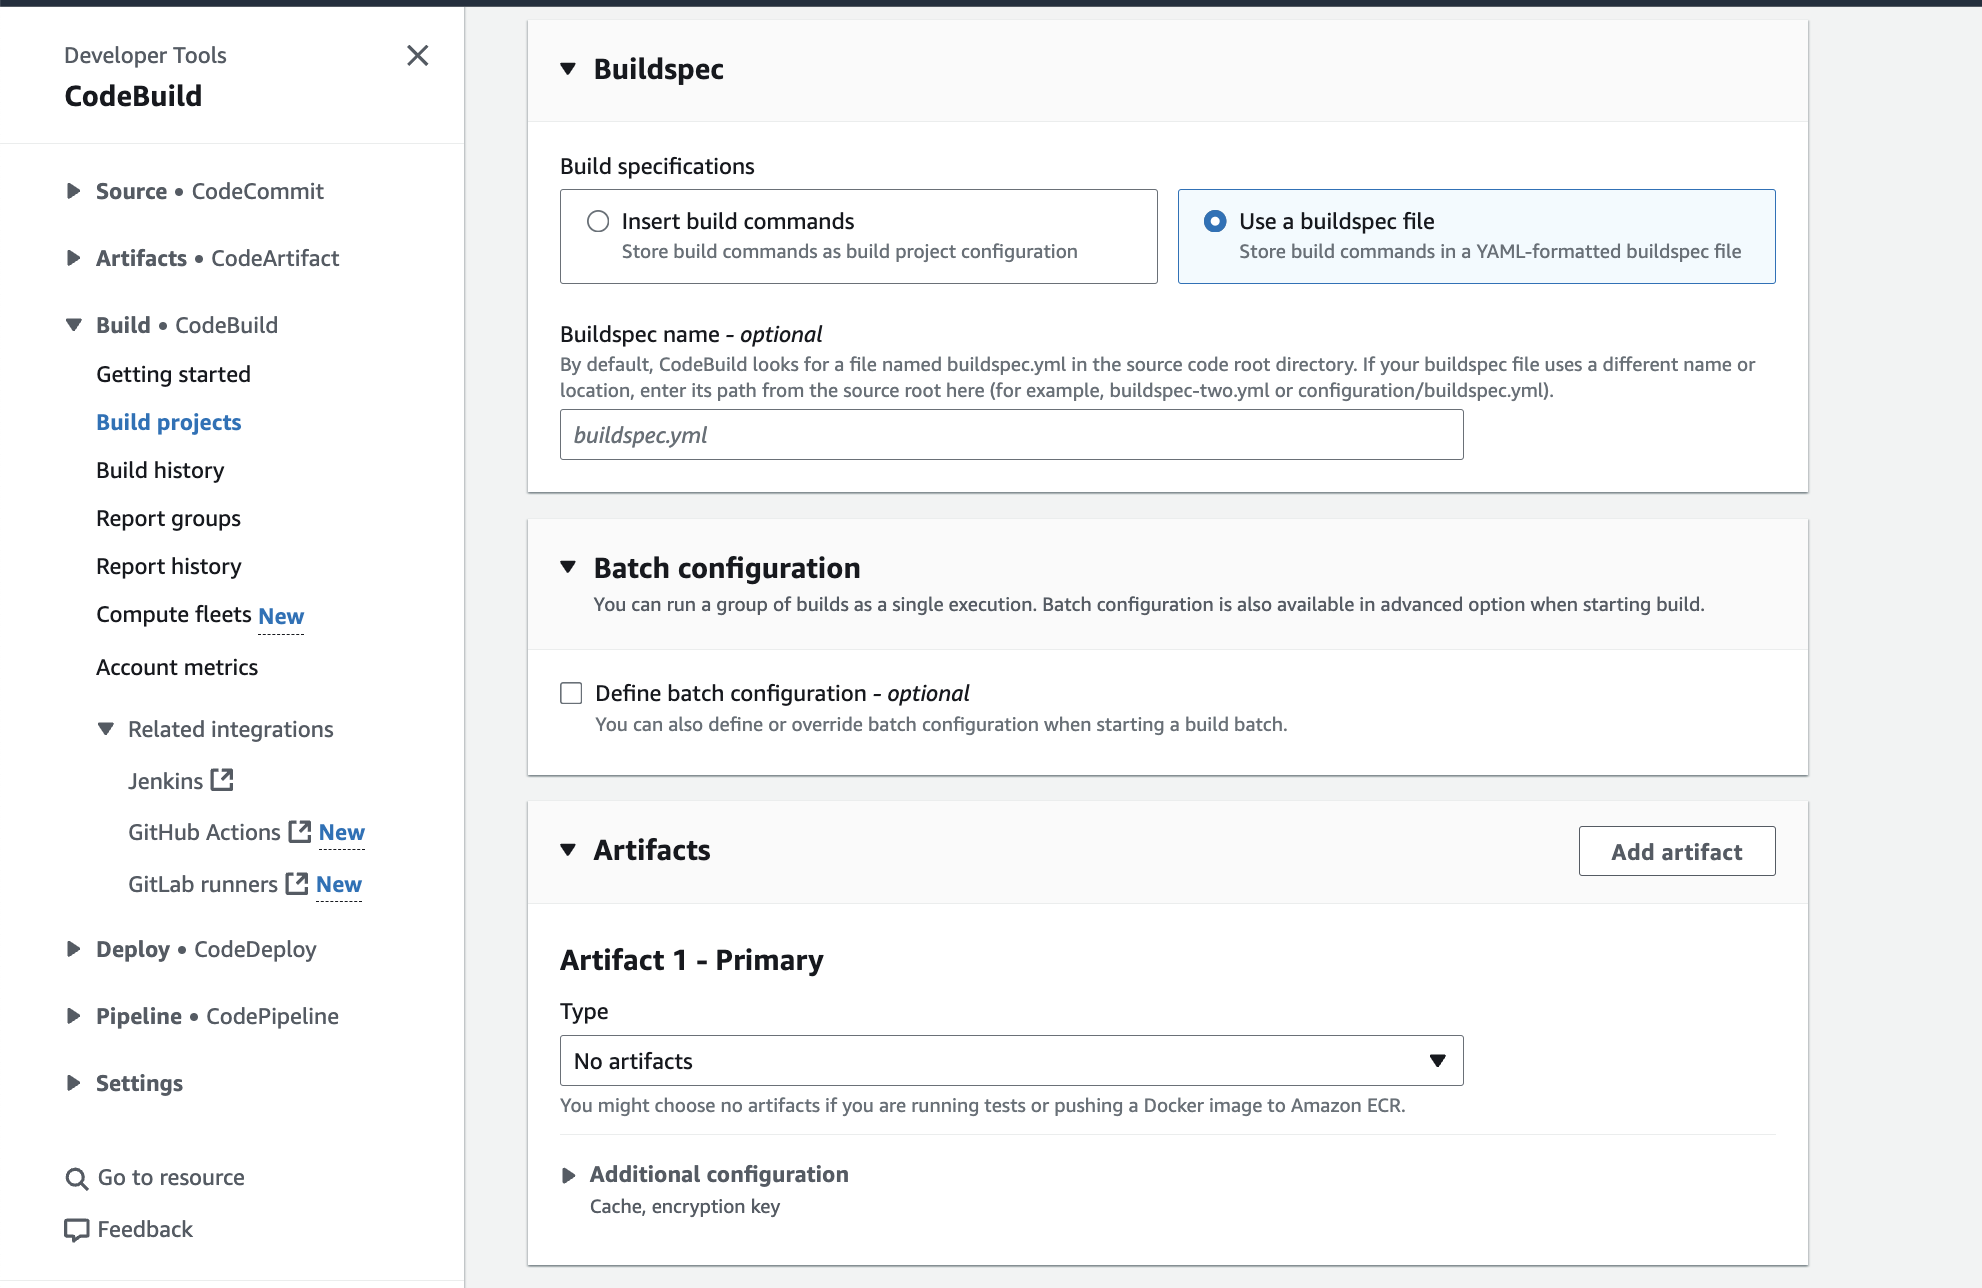 Developer Tools
CodeBuild
Source • CodeCommit
Artifacts • CodeArtifact
Build • CodeBuild
Getting started
Build projects
Build history
Report groups
Report history
Compute fleets New
Account metrics
Related integrations
Jenkins
GitHub Actions New
GitLab runners New
Deploy • CodeDeploy
Pipeline • CodePipeline
Settings
Go to resource
Feedback
Buildspec
Build specifications
Insert build commands
Store build commands as build project configuration
Use a buildspec file
Store build commands in a YAML-formatted buildspec file
Buildspec name - optional
By default, CodeBuild looks for a file named buildspec.yml in the source code root directory. If your buildspec file uses a different name or
location, enter its path from the source root here (for example, buildspec-two.yml or configuration/buildspec.yml).
buildspec.yml
Batch configuration
You can run a group of builds as a single execution. Batch configuration is also available in advanced option when starting build.
Define batch configuration - optional
You can also define or override batch configuration when starting a build batch.
Artifacts
Add artifact
Artifact 1 - Primary
Type
No artifacts
You might choose no artifacts if you are running tests or pushing a Docker image to Amazon ECR.
Additional configuration
Cache, encryption key